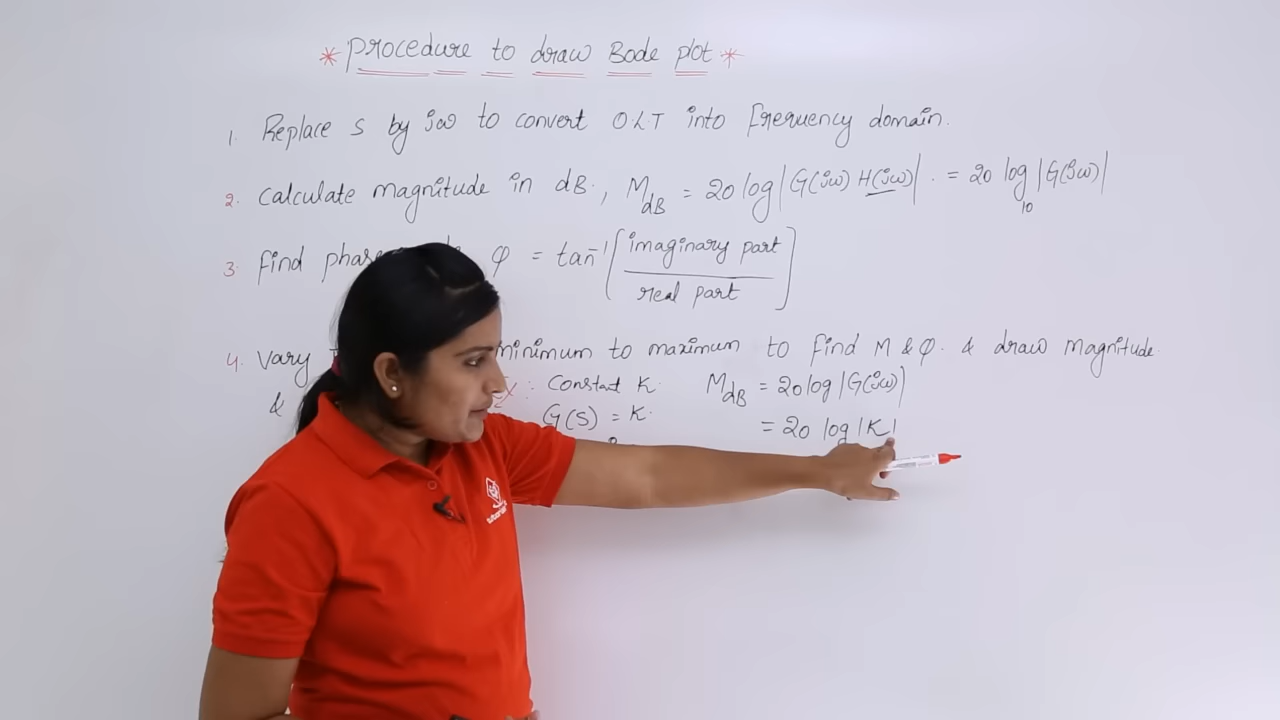 * Procedure to draw Bode plot *
1. Replace s by jω to convert O.L.T into frequency domain.
2. Calculate magnitude in dB., M_dB = 20 log |G(jω) H(jω)| . = 20 log_10 |G(jω)|
3. Find phase φ = tan⁻¹ [imaginary part / real part]
4. Vary minimum to maximum to find M & φ. & draw magnitude.
&
Ex: Constant K. M_dB = 20 log |G(jω)|
G(S) = K. = 20 log |K|